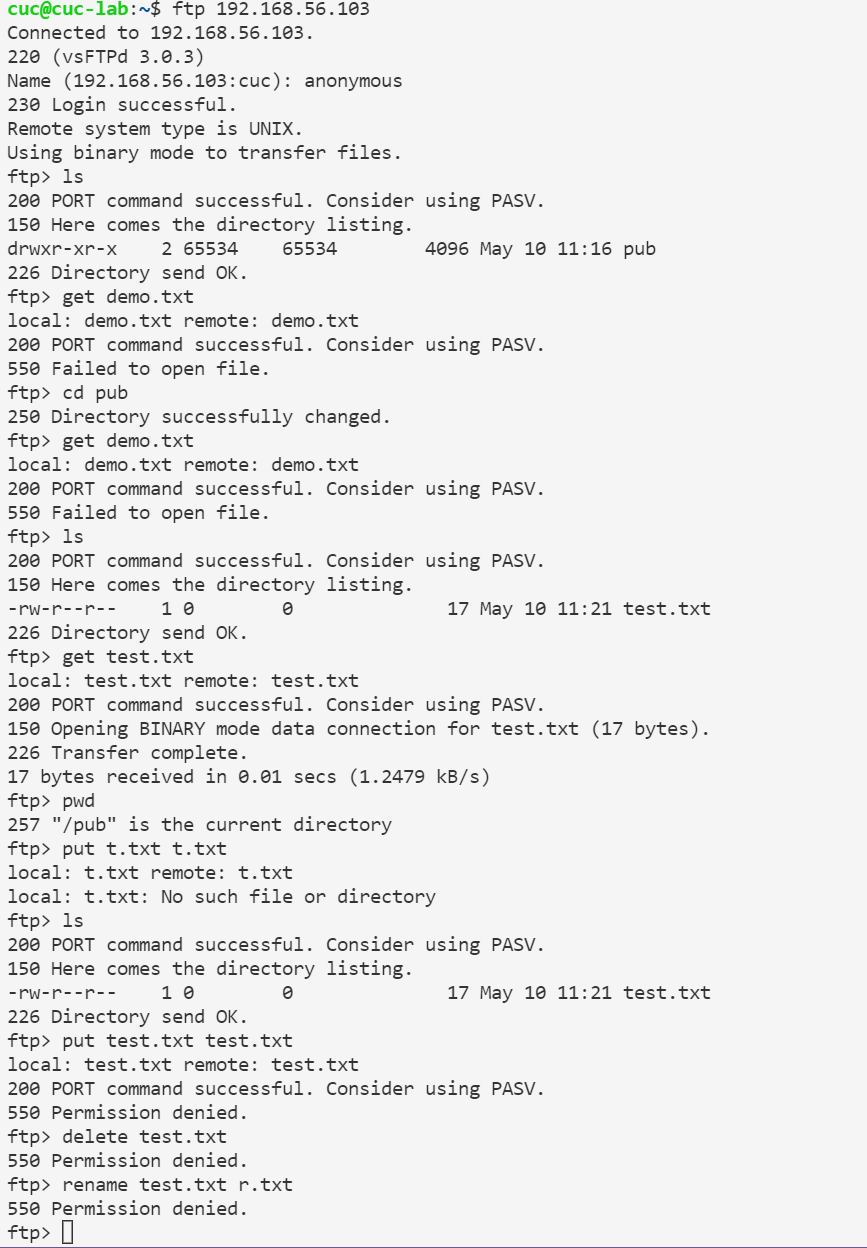 cuc@cuc-lab:~$ ftp 192.168.56.103
Connected to 192.168.56.103.
220 (vsFTPd 3.0.3)
Name (192.168.56.103:cuc): anonymous
230 Login successful.
Remote system type is UNIX.
Using binary mode to transfer files.
ftp> ls
200 PORT command successful. Consider using PASV.
150 Here comes the directory listing.
drwxr-xr-x    2 65534    65534        4096 May 10 11:16 pub
226 Directory send OK.
ftp> get demo.txt
local: demo.txt remote: demo.txt
200 PORT command successful. Consider using PASV.
550 Failed to open file.
ftp> cd pub
250 Directory successfully changed.
ftp> get demo.txt
local: demo.txt remote: demo.txt
200 PORT command successful. Consider using PASV.
550 Failed to open file.
ftp> ls
200 PORT command successful. Consider using PASV.
150 Here comes the directory listing.
-rw-r--r--    1 0        0              17 May 10 11:21 test.txt
226 Directory send OK.
ftp> get test.txt
local: test.txt remote: test.txt
200 PORT command successful. Consider using PASV.
150 Opening BINARY mode data connection for test.txt (17 bytes).
226 Transfer complete.
17 bytes received in 0.01 secs (1.2479 kB/s)
ftp> pwd
257 "/pub" is the current directory
ftp> put t.txt t.txt
local: t.txt remote: t.txt
local: t.txt: No such file or directory
ftp> ls
200 PORT command successful. Consider using PASV.
150 Here comes the directory listing.
-rw-r--r--    1 0        0              17 May 10 11:21 test.txt
226 Directory send OK.
ftp> put test.txt test.txt
local: test.txt remote: test.txt
200 PORT command successful. Consider using PASV.
550 Permission denied.
ftp> delete test.txt
550 Permission denied.
ftp> rename test.txt r.txt
550 Permission denied.
ftp>